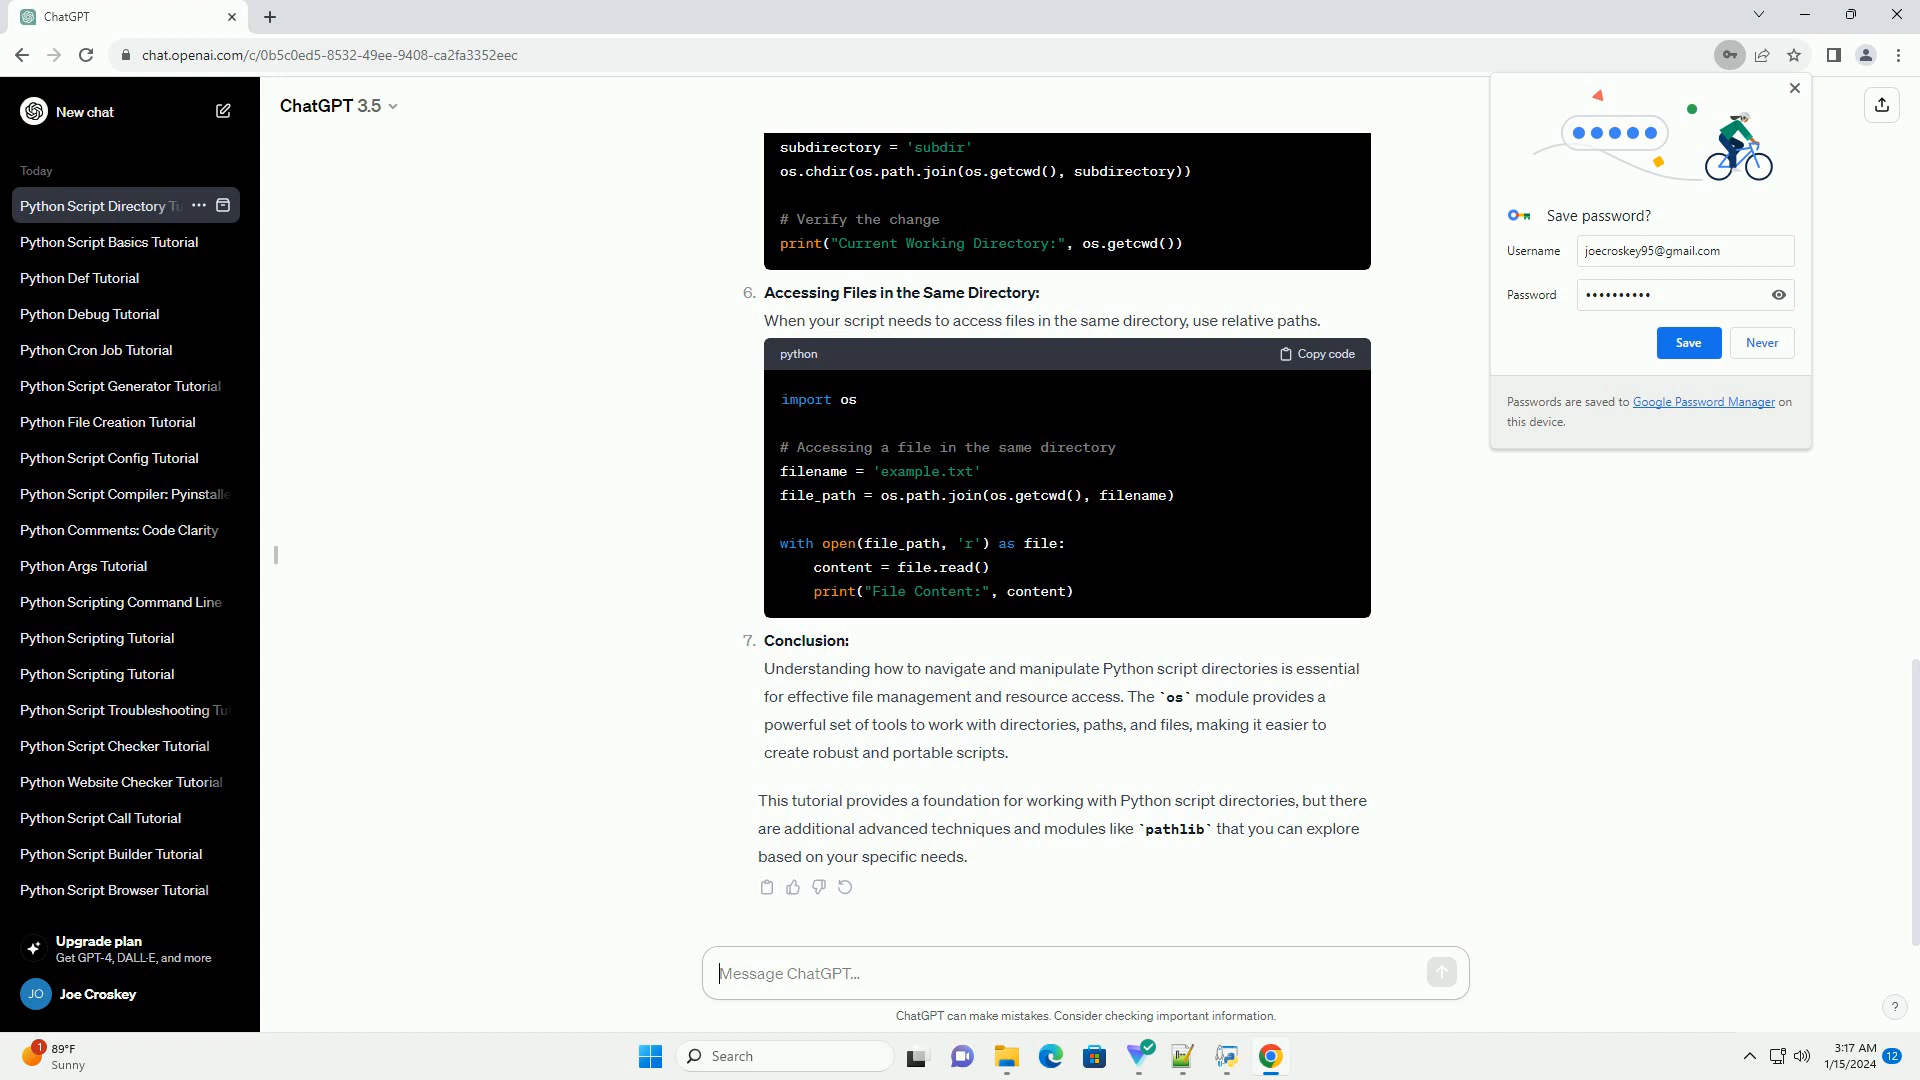 ChatGPT
chat.openai.com/c/0b5c0ed5-8532-49ee-9408-ca2fa3352eec
New chat
Today
Python Script Directory Tu
Python Script Basics Tutorial
Python Def Tutorial
Python Debug Tutorial
Python Cron Job Tutorial
Python Script Generator Tutorial
Python File Creation Tutorial
Python Script Config Tutorial
Python Script Compiler: Pyinstalle
Python Comments: Code Clarity
Python Args Tutorial
Python Scripting Command Line
Python Scripting Tutorial
Python Scripting Tutorial
Python Script Troubleshooting Tu
Python Script Checker Tutorial
Python Website Checker Tutorial
Python Script Call Tutorial
Python Script Builder Tutorial
Python Script Browser Tutorial
Upgrade plan
Get GPT-4, DALL·E, and more
JO Joe Croskey
ChatGPT 3.5
subdirectory = 'subdir'
os.chdir(os.path.join(os.getcwd(), subdirectory))
# Verify the change
print("Current Working Directory:", os.getcwd())
6. Accessing Files in the Same Directory:
When your script needs to access files in the same directory, use relative paths.
python Copy code
import os
# Accessing a file in the same directory
filename = 'example.txt'
file_path = os.path.join(os.getcwd(), filename)
with open(file_path, 'r') as file:
    content = file.read()
    print("File Content:", content)
7. Conclusion:
Understanding how to navigate and manipulate Python script directories is essential
for effective file management and resource access. The `os` module provides a
powerful set of tools to work with directories, paths, and files, making it easier to
create robust and portable scripts.
This tutorial provides a foundation for working with Python script directories, but there
are additional advanced techniques and modules like `pathlib` that you can explore
based on your specific needs.
Message ChatGPT...
ChatGPT can make mistakes. Consider checking important information.
?
Save password?
Username joecroskey95@gmail.com
Password ••••••••••
Save Never
Passwords are saved to Google Password Manager on
this device.
1
89°F
Sunny
Search
3:17 AM
1/15/2024
12